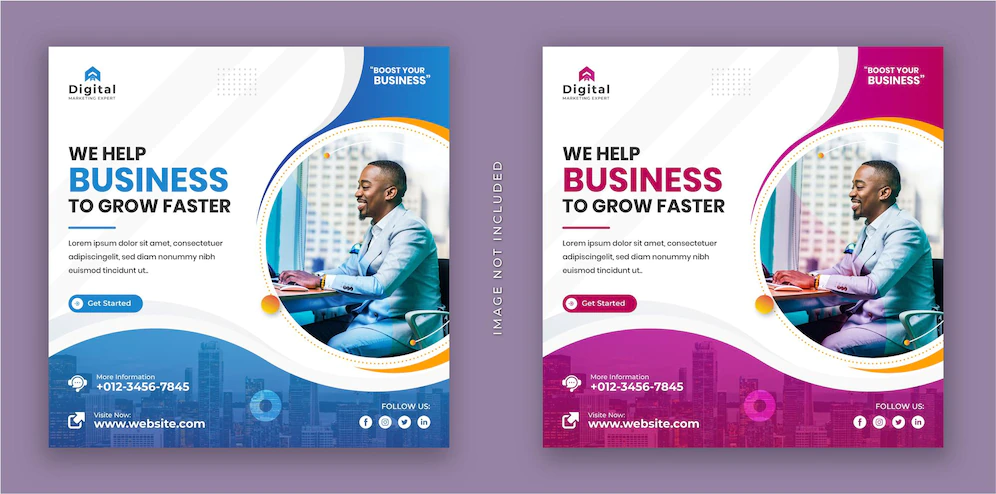 Digital
MARKETING EXPERT
"BOOST YOUR
BUSINESS"
WE HELP
BUSINESS
TO GROW FASTER
Lorem ipsum dolor sit amet, consectetuer
adipiscingelit, sed diam nonummy nibh
euismod tincidunt ut..
Get Started
More Information
+012-3456-7845
Visite Now:
www.website.com
FOLLOW US:
IMAGE NOT INCLUDED
Digital
MARKETING EXPERT
"BOOST YOUR
BUSINESS"
WE HELP
BUSINESS
TO GROW FASTER
Lorem ipsum dolor sit amet, consectetuer
adipiscingelit, sed diam nonummy nibh
euismod tincidunt ut..
Get Started
More Information
+012-3456-7845
Visite Now:
www.website.com
FOLLOW US: